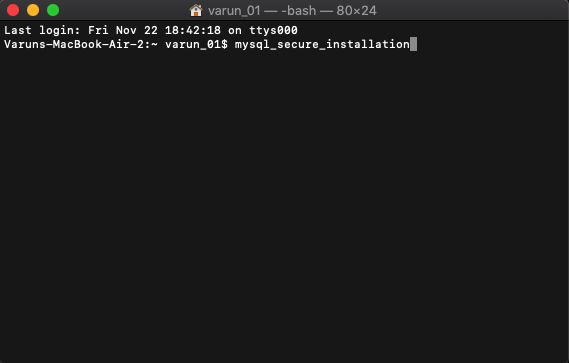 varun_01 — -bash — 80×24
Last login: Fri Nov 22 18:42:18 on ttys000
Varuns-MacBook-Air-2:~ varun_01$ mysql_secure_installation